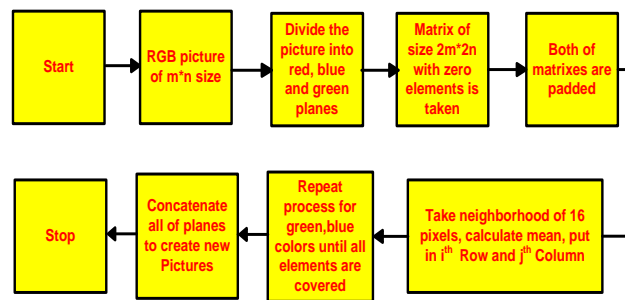 Start
RGB picture
of m*n size
Divide the
picture into
red, blue
and green
planes
Matrix of
size 2m*2n
with zero
elements is
taken
Both of
matrixes are
padded
Take neighborhood of 16
pixels, calculate mean, put
in ith Row and jth Column
Repeat
process for
green,blue
colors until all
elements are
covered
Concatenate
all of planes
to create new
Pictures
Stop